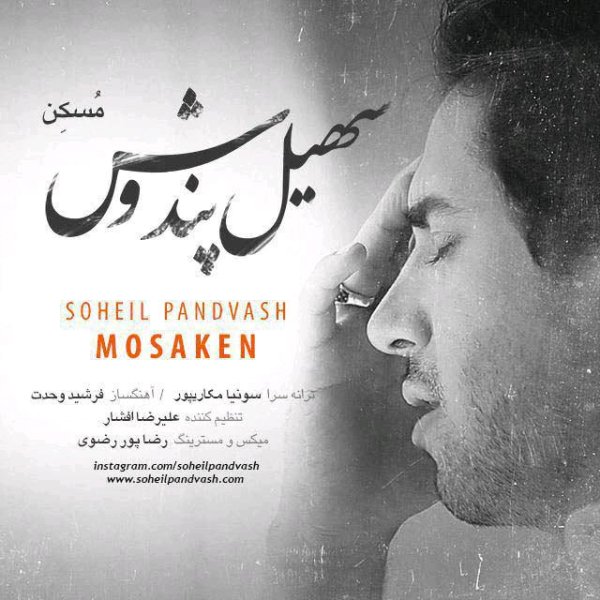 مُسکِن
سهیل پندوش
SOHEIL PANDVASH
MOSAKEN
ترانه سرا سونیا مکاریپور / آهنگساز فرشید وحدت
تنظیم کننده علیرضا افشار
میکس و مسترینگ رضا پور رضوی
instagram.com/soheilpandvash
www.soheilpandvash.com